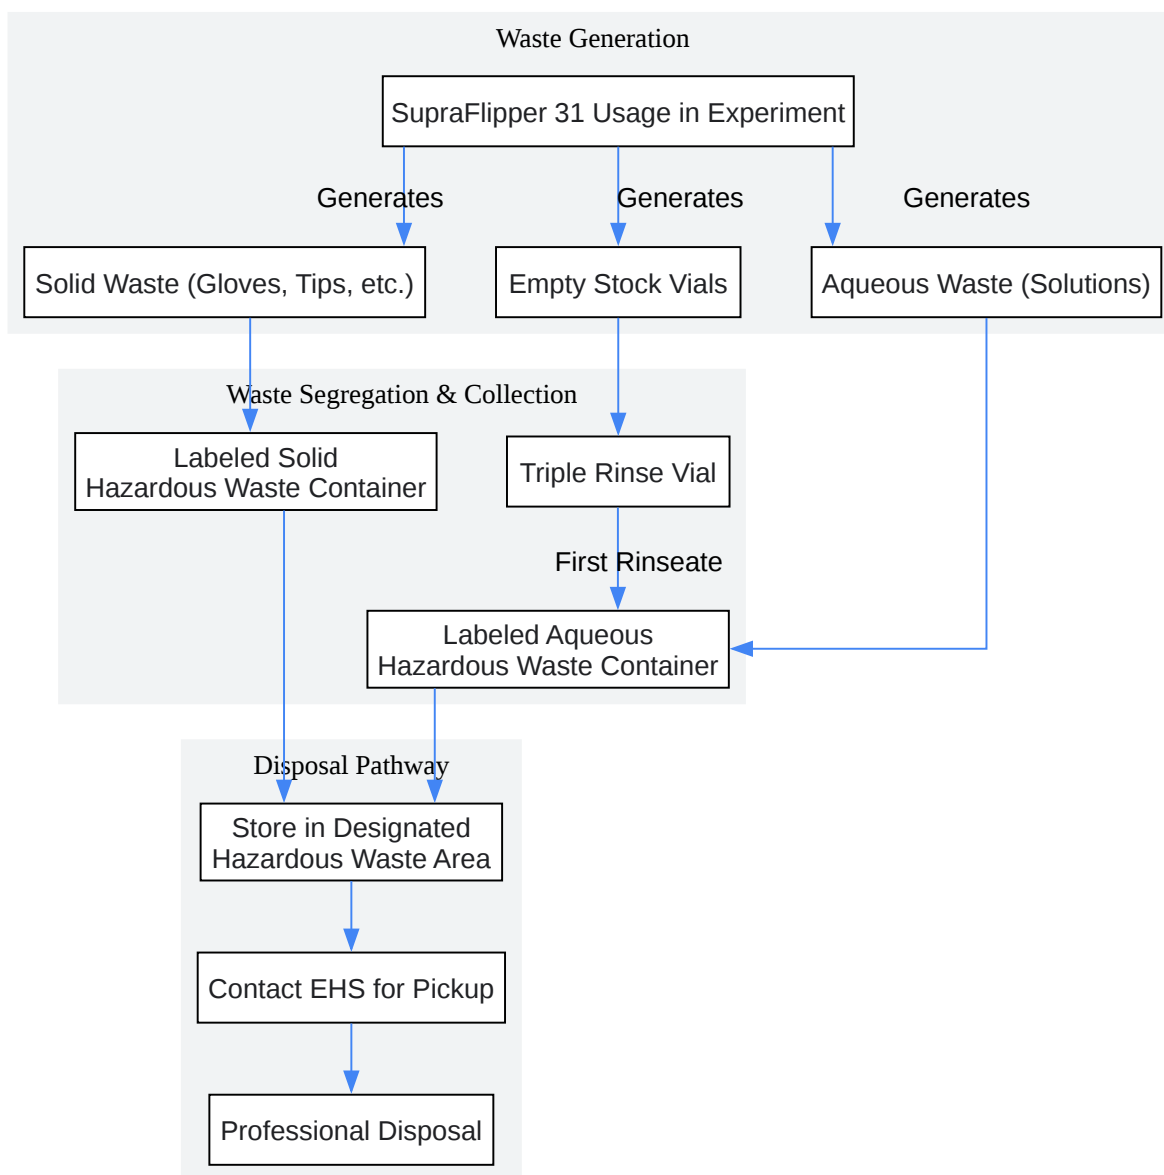 Waste Generation
SupraFlipper 31 Usage in Experiment
Generates
Generates
Generates
Solid Waste (Gloves, Tips, etc.)
Empty Stock Vials
Aqueous Waste (Solutions)
Waste Segregation & Collection
Labeled Solid
Hazardous Waste Container
Triple Rinse Vial
First Rinseate
Labeled Aqueous
Hazardous Waste Container
Disposal Pathway
Store in Designated
Hazardous Waste Area
Contact EHS for Pickup
Professional Disposal